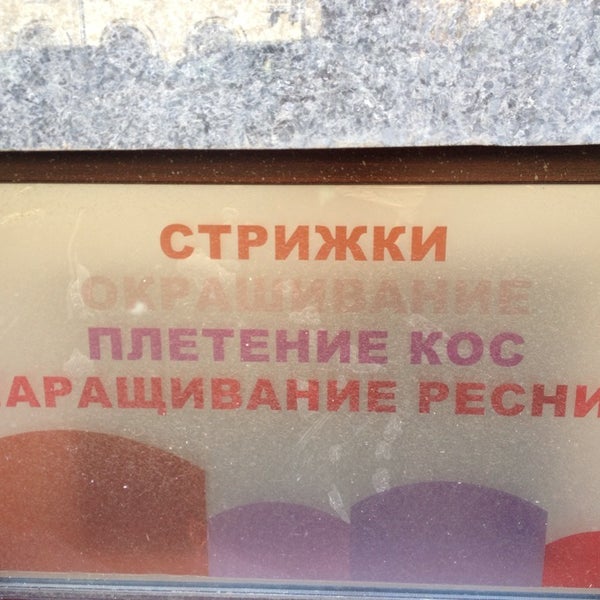 СТРИЖКИ
ОКРАШИВАНИЕ
ПЛЕТЕНИЕ КОС
АРАЩИВАНИЕ РЕСНИ